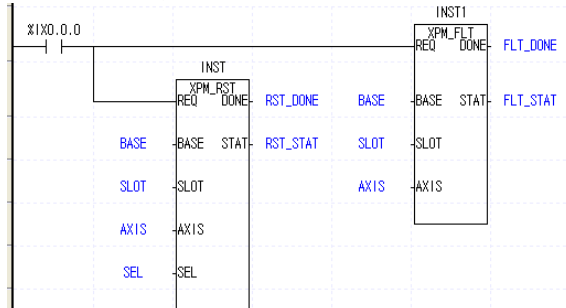 INST1
%IX0.0.0
XPM_FLT
REQ DONE FLT_DONE
INST
XPM_RST
REQ DONE RST_DONE
BASE BASE STAT FLT_STAT
BASE BASE STAT RST_STAT
SLOT SLOT
SLOT SLOT
AXIS AXIS
AXIS AXIS
SEL SEL